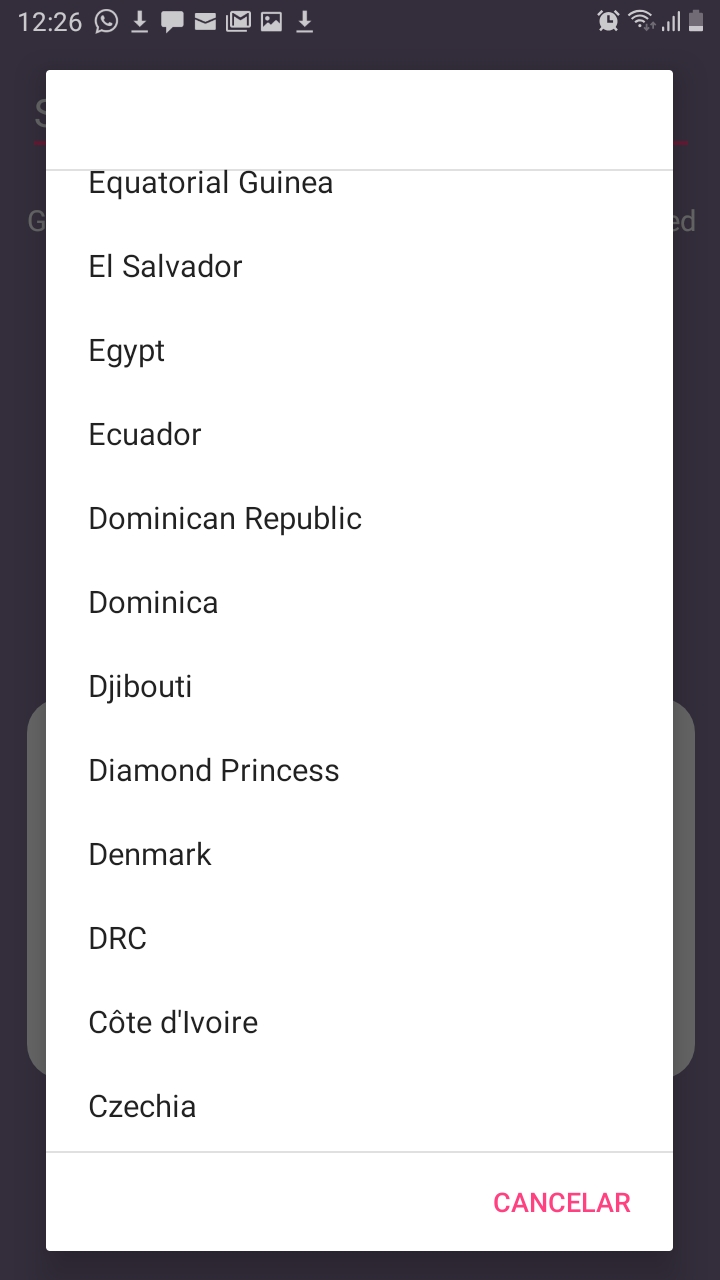 12:26
S
G
ed
Equatorial Guinea
El Salvador
Egypt
Ecuador
Dominican Republic
Dominica
Djibouti
Diamond Princess
Denmark
DRC
Côte d'Ivoire
Czechia
CANCELAR